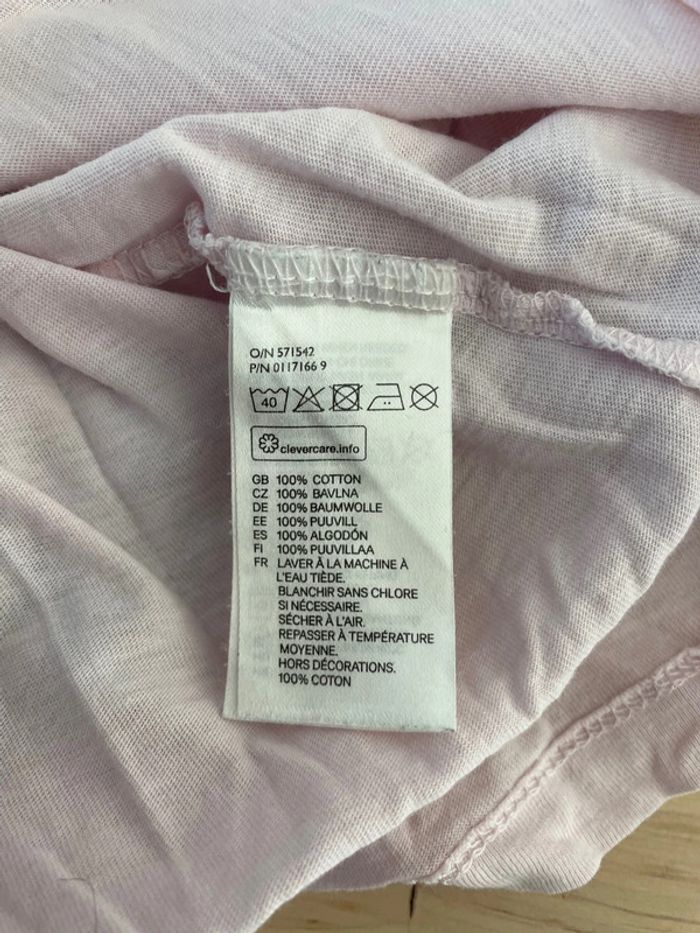 O/N 571542
P/N 0117166 9
40
clevercare.info
GB 100% COTTON
CZ 100% BAVLNA
DE 100% BAUMWOLLE
EE 100% PUUVILL
ES 100% ALGODÓN
FI 100% PUUVILLAA
FR LAVER À LA MACHINE À
L'EAU TIÈDE.
BLANCHIR SANS CHLORE
SI NÉCESSAIRE.
SÉCHER À L'AIR.
REPASSER À TEMPÉRATURE
MOYENNE.
HORS DÉCORATIONS.
100% COTON